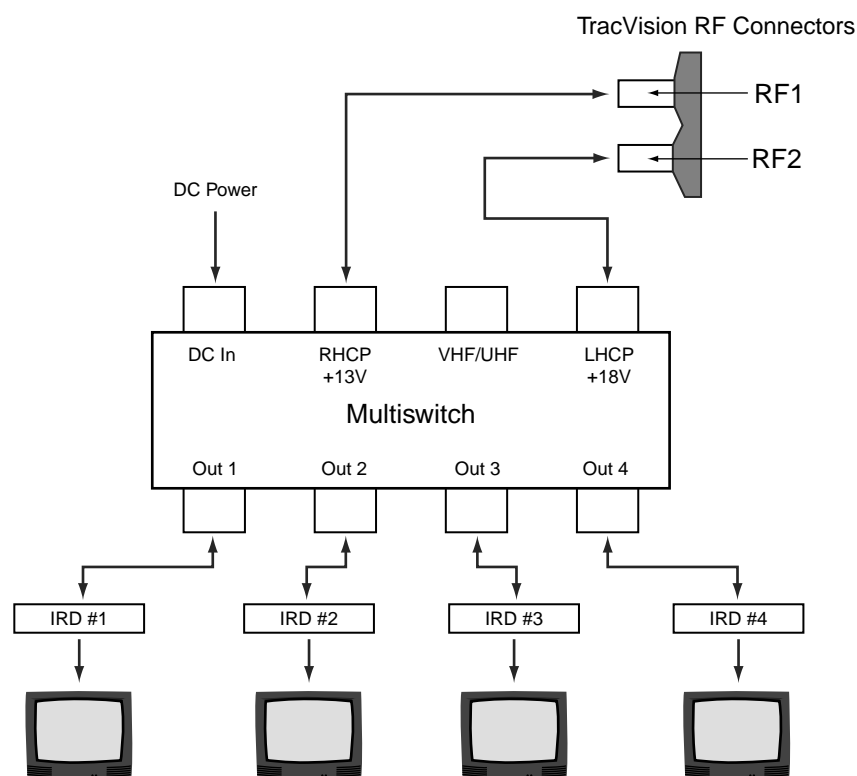 TracVision RF Connectors
RF1
RF2
DC Power
DC In
RHCP
+13V
VHF/UHF
LHCP
+18V
Multiswitch
Out 1
Out 2
Out 3
Out 4
IRD #1
IRD #2
IRD #3
IRD #4